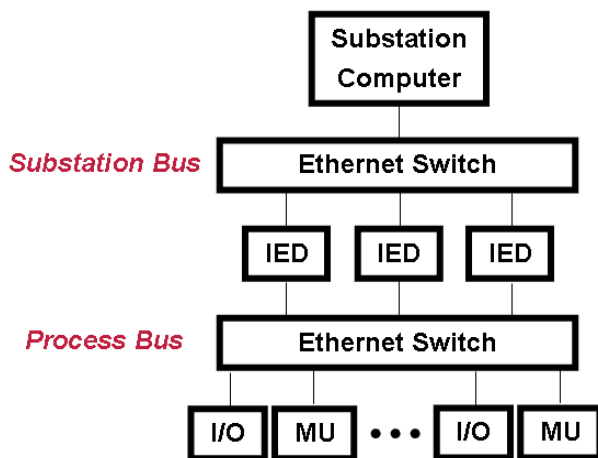 Substation
Computer
Substation Bus
Ethernet Switch
IED
IED
IED
Process Bus
Ethernet Switch
I/O
MU
I/O
MU